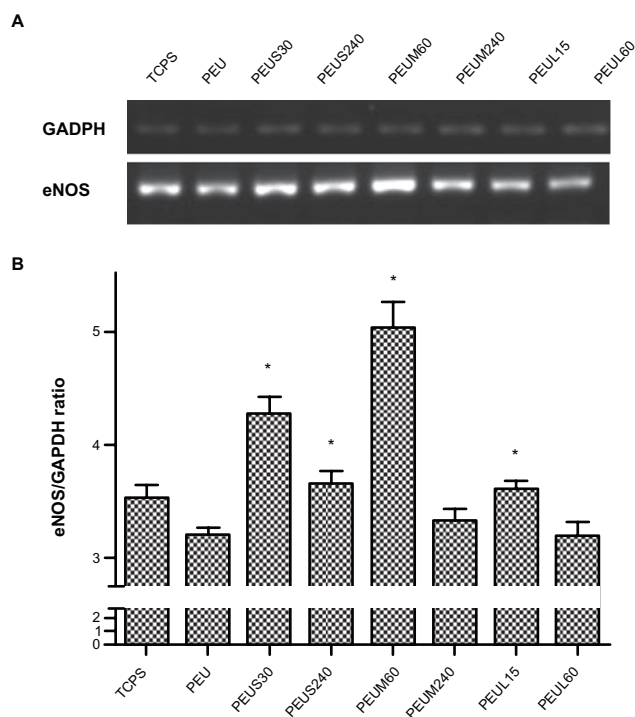 A
TCPS PEU PEUS30 PEUS240 PEUM60 PEUM240 PEUL15 PEUL60
GADPH
eNOS
B
eNOS/GAPDH ratio
5
4
3
2
1
0
* * * *
TCPS PEU PEUS30 PEUS240 PEUM60 PEUM240 PEUL15 PEUL60